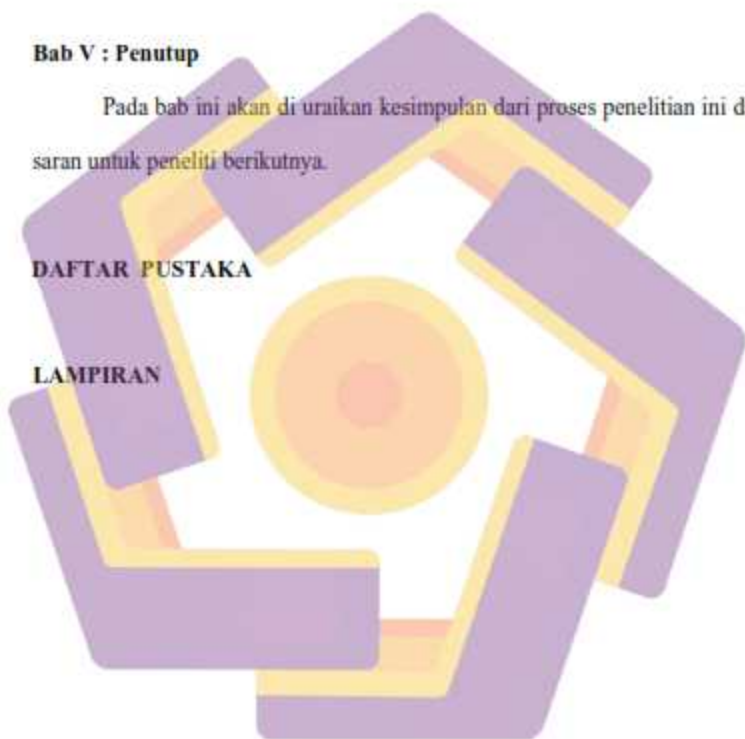 Bab V : Penutup
Pada bab ini akan di uraikan kesimpulan dari proses penelitian ini d
saran untuk peneliti berikutnya.
DAFTAR PUSTAKA
LAMPIRAN